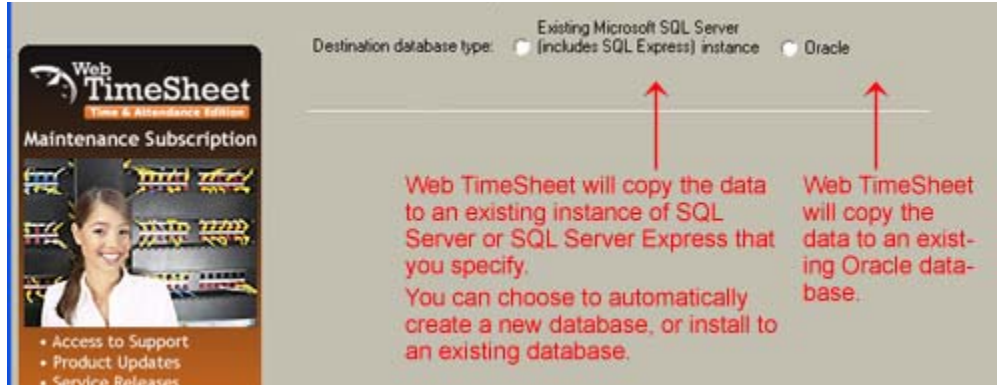 Web
TimeSheet
Time & Attendance Edition
Maintenance Subscription
• Access to Support
• Product Updates
• Service Releases
Existing Microsoft SQL Server
Destination database type: (includes SQL Express) instance Oracle
Web TimeSheet will copy the data
to an existing instance of SQL
Server or SQL Server Express that
you specify.
You can choose to automatically
create a new database, or install to
an existing database.
Web TimeSheet
will copy the
data to an exist-
ing Oracle data-
base.